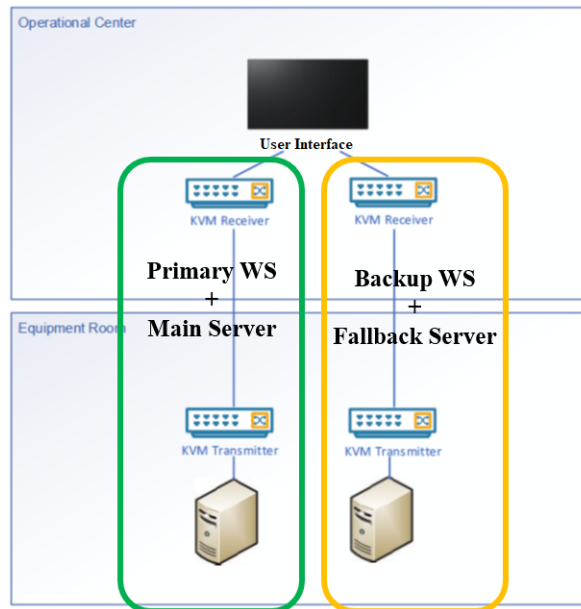 Operational Center
User Interface
KVM Receiver
KVM Receiver
Primary WS
+
Main Server
Backup WS
+
Fallback Server
Equipment Room
KVM Transmitter
KVM Transmitter